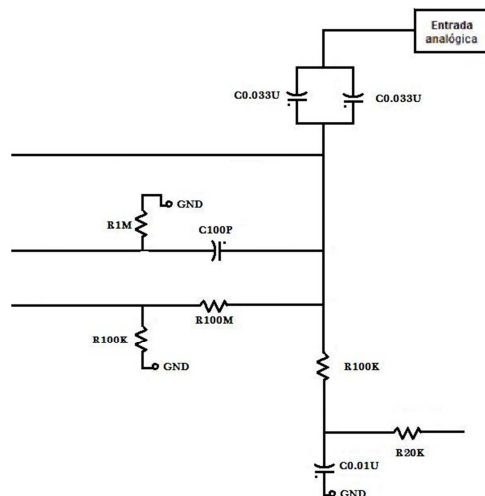 Entrada
analógica
C0.033U
C0.033U
GND
R1M
C100P
R100M
R100K
GND
R100K
R20K
C0.01U
GND